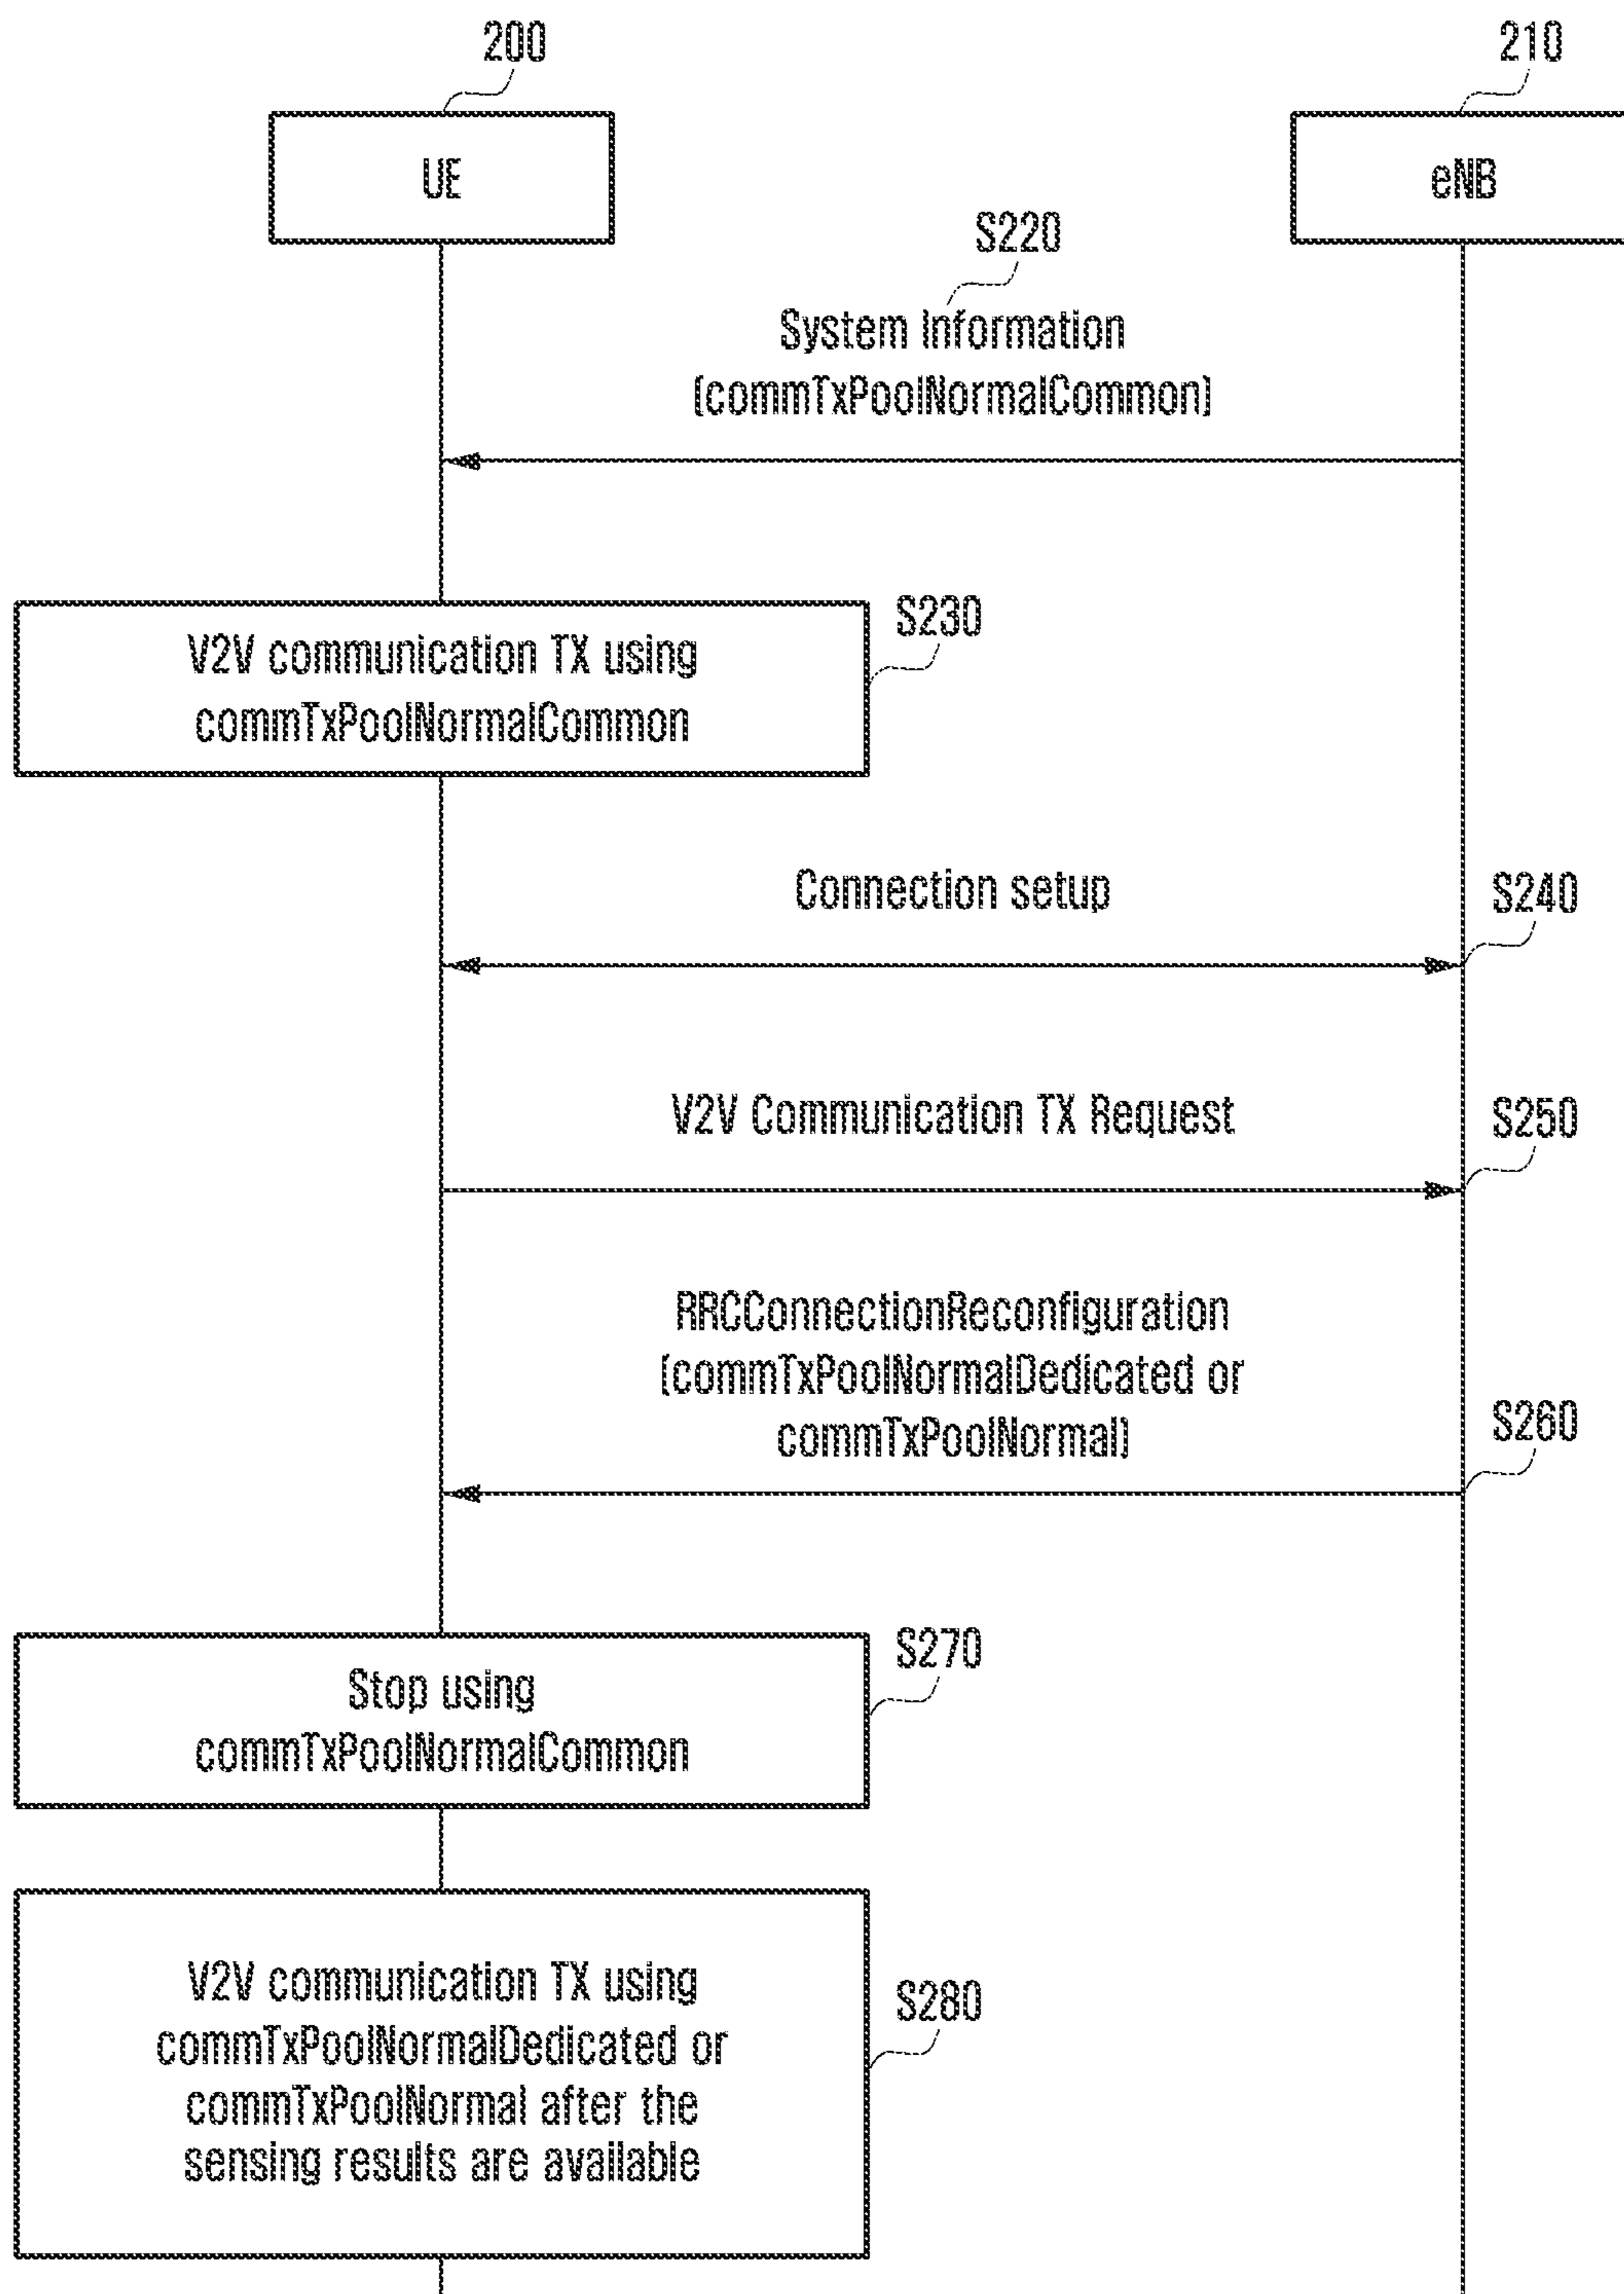 200
210
UE
eNB
S220
System Information
(commTxPoolNormalCommon)
V2V communication TX using
commTxPoolNormalCommon
S230
Connection setup
S240
V2V Communication TX Request
S250
RRCConnectionReconfiguration
(commTxPoolNormalDedicated or
commTxPoolNormal)
S260
Stop using
commTxPoolNormalCommon
S270
V2V communication TX using
commTxPoolNormalDedicated or
commTxPoolNormal after the
sensing results are available
S280